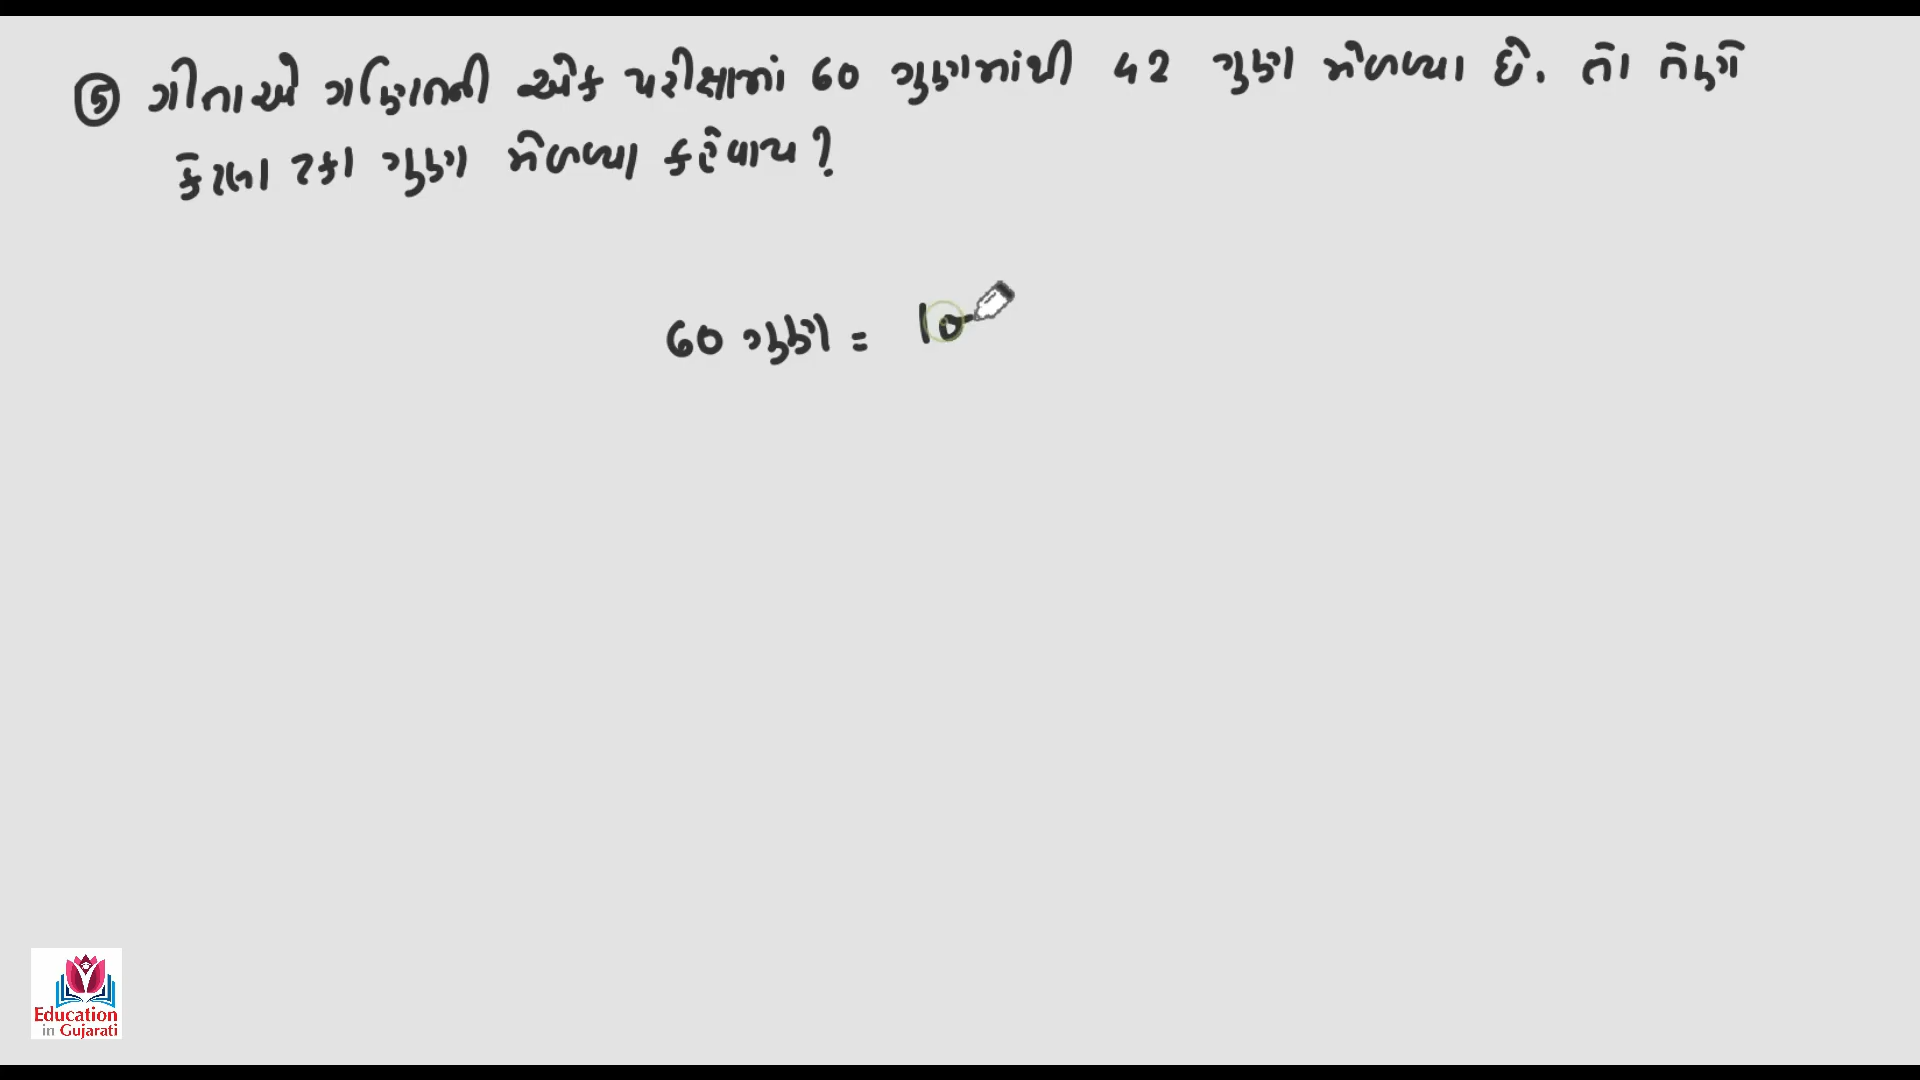 ⑤ ગીતાએ ગણિતની એક પરીક્ષામાં 60 ગુણમાંથી 42 ગુણ મેળવ્યા છે. તો તેણે
કેટલા ટકા ગુણ મેળવ્યા કહેવાય?
60 ગુણ = 10
Education
in Gujarati